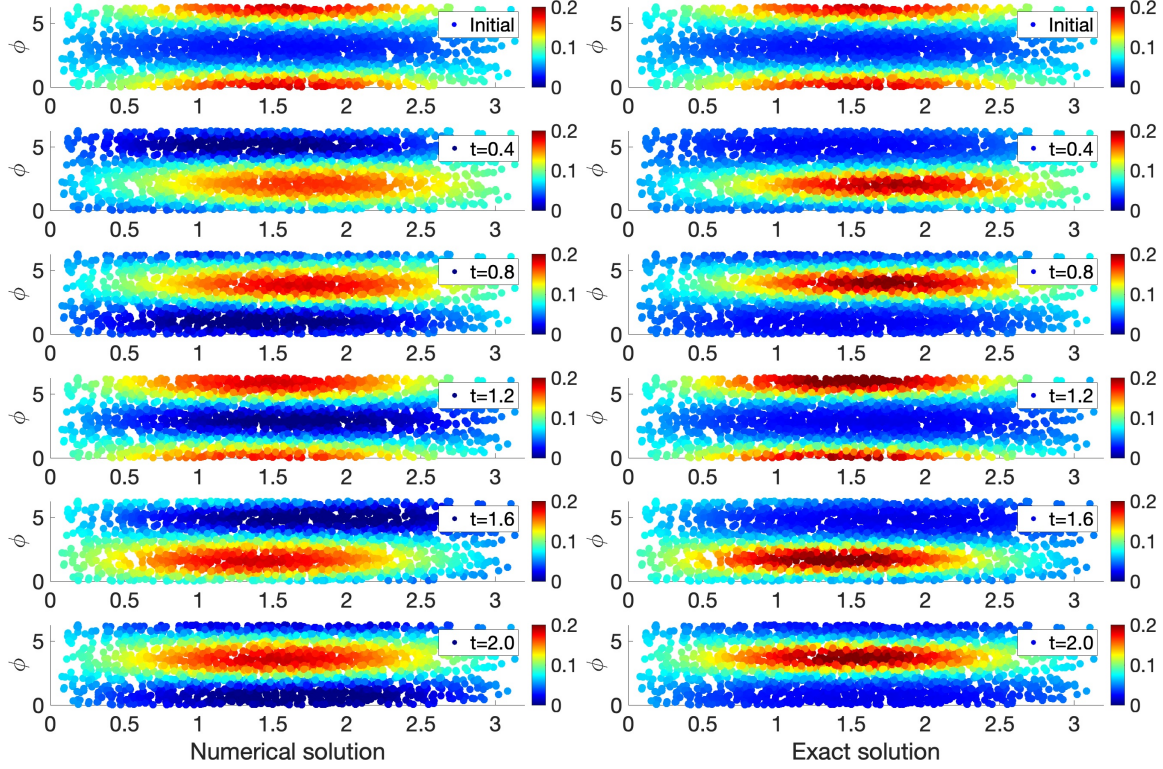 0.2 0.2
5 Initial 5 Initial
ϕ 0.1 ϕ 0.1
0 0 0 0
0 0.5 1 1.5 2 2.5 3 0 0.5 1 1.5 2 2.5 3
0.2 0.2
5 t=0.4 5 t=0.4
ϕ 0.1 ϕ 0.1
0 0 0 0
0 0.5 1 1.5 2 2.5 3 0 0.5 1 1.5 2 2.5 3
0.2 0.2
5 t=0.8 5 t=0.8
ϕ 0.1 ϕ 0.1
0 0 0 0
0 0.5 1 1.5 2 2.5 3 0 0.5 1 1.5 2 2.5 3
0.2 0.2
5 t=1.2 5 t=1.2
ϕ 0.1 ϕ 0.1
0 0 0 0
0 0.5 1 1.5 2 2.5 3 0 0.5 1 1.5 2 2.5 3
0.2 0.2
5 t=1.6 5 t=1.6
ϕ 0.1 ϕ 0.1
0 0 0 0
0 0.5 1 1.5 2 2.5 3 0 0.5 1 1.5 2 2.5 3
0.2 0.2
5 t=2.0 5 t=2.0
ϕ 0.1 ϕ 0.1
0 0 0 0
0 0.5 1 1.5 2 2.5 3 0 0.5 1 1.5 2 2.5 3
Numerical solution Exact solution